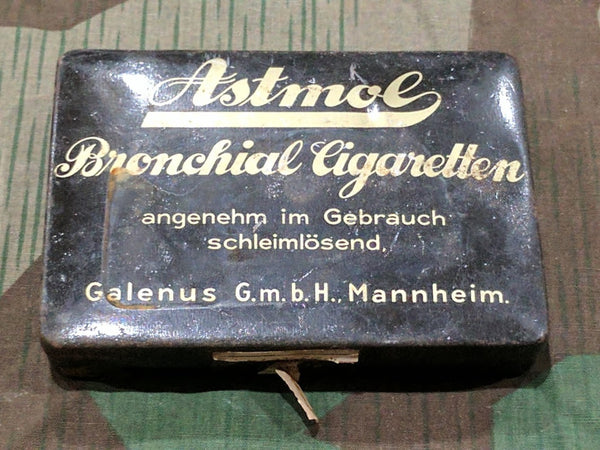 Astmol
Bronchial Cigaretten
angenehm im Gebrauch
schleimlösend,
Galenus G.m.b.H., Mannheim.